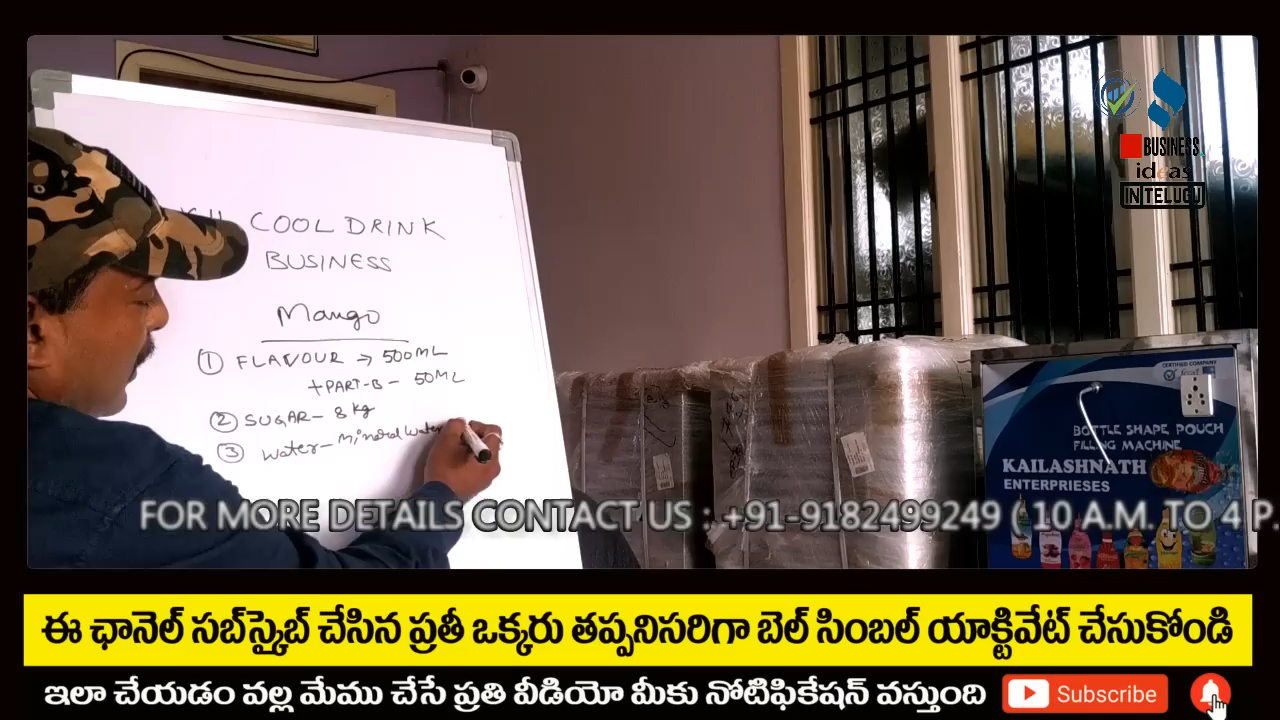 BUSINESS
ideas
IN TELUGU
COOL DRINK
BUSINESS
Mango
① FLAVOUR → 500ML
+PART-B - 50ML
② SUGAR- 8 kg
③ water- Mineral water
CERTIFIED COMPANY
BOTTLE SHAPE POUCH
FILLING MACHINE
KAILASHNATH
ENTERPRIESES
FOR MORE DETAILS CONTACT US : +91-9182499249 ( 10 A.M. TO 4 P.
ఈ ఛానెల్ సబ్‌స్క్రైబ్ చేసిన ప్రతీ ఒక్కరు తప్పనిసరిగా బెల్ సింబల్ యాక్టివేట్ చేసుకోండి
ఇలా చేయడం వల్ల మేము చేసే ప్రతి వీడియో మీకు నోటిఫికేషన్ వస్తుంది
Subscribe